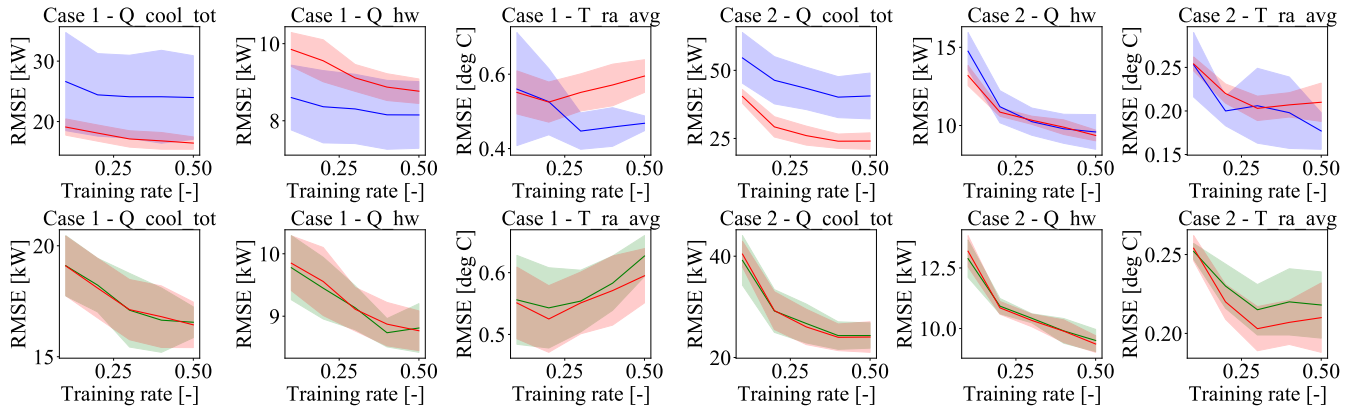 Case 1 - Q_cool_tot
RMSE [kW]
30
20
0.25
0.50
Training rate [-]
Case 1 - Q_hw
RMSE [kW]
10
8
0.25
0.50
Training rate [-]
Case 1 - T_ra_avg
RMSE [deg C]
0.6
0.4
0.25
0.50
Training rate [-]
Case 2 - Q_cool_tot
RMSE [kW]
50
25
0.25
0.50
Training rate [-]
Case 2 - Q_hw
RMSE [kW]
15
10
0.25
0.50
Training rate [-]
Case 2 - T_ra_avg
RMSE [deg C]
0.25
0.20
0.15
0.25
0.50
Training rate [-]
Case 1 - Q_cool_tot
RMSE [kW]
20
15
0.25
0.50
Training rate [-]
Case 1 - Q_hw
RMSE [kW]
10
9
0.25
0.50
Training rate [-]
Case 1 - T_ra_avg
RMSE [deg C]
0.6
0.5
0.25
0.50
Training rate [-]
Case 2 - Q_cool_tot
RMSE [kW]
40
20
0.25
0.50
Training rate [-]
Case 2 - Q_hw
RMSE [kW]
12.5
10.0
0.25
0.50
Training rate [-]
Case 2 - T_ra_avg
RMSE [deg C]
0.25
0.20
0.25
0.50
Training rate [-]